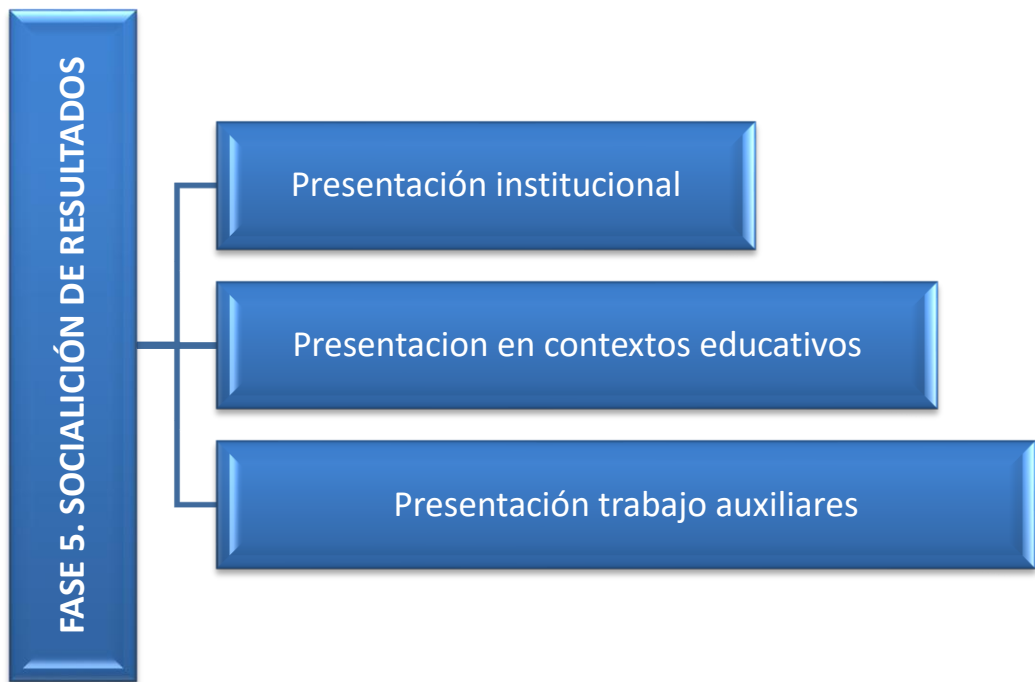 FASE 5. SOCIALICIÓN DE RESULTADOS
Presentación institucional
Presentacion en contextos educativos
Presentación trabajo auxiliares